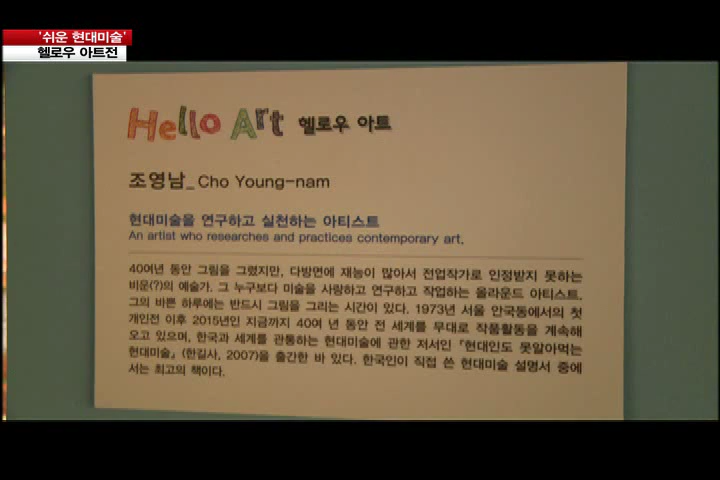 '쉬운 현대미술'
헬로우 아트전
Hello Art 헬로우 아트
조영남_Cho Young-nam
현대미술을 연구하고 실천하는 아티스트
An artist who researches and practices contemporary art.
40여년 동안 그림을 그렸지만, 다방면에 재능이 많아서 전업작가로 인정받지 못하는
비운(?)의 예술가. 그 누구보다 미술을 사랑하고 연구하고 작업하는 올라운드 아티스트.
그의 바쁜 하루에는 반드시 그림을 그리는 시간이 있다. 1973년 서울 안국동에서의 첫
개인전 이후 2015년인 지금까지 40여 년 동안 전 세계를 무대로 작품활동을 계속해
오고 있으며, 한국과 세계를 관통하는 현대미술에 관한 저서인 『현대인도 못알아먹는
현대미술』(한길사, 2007)을 출간한 바 있다. 한국인이 직접 쓴 현대미술 설명서 중에
서는 최고의 책이다.